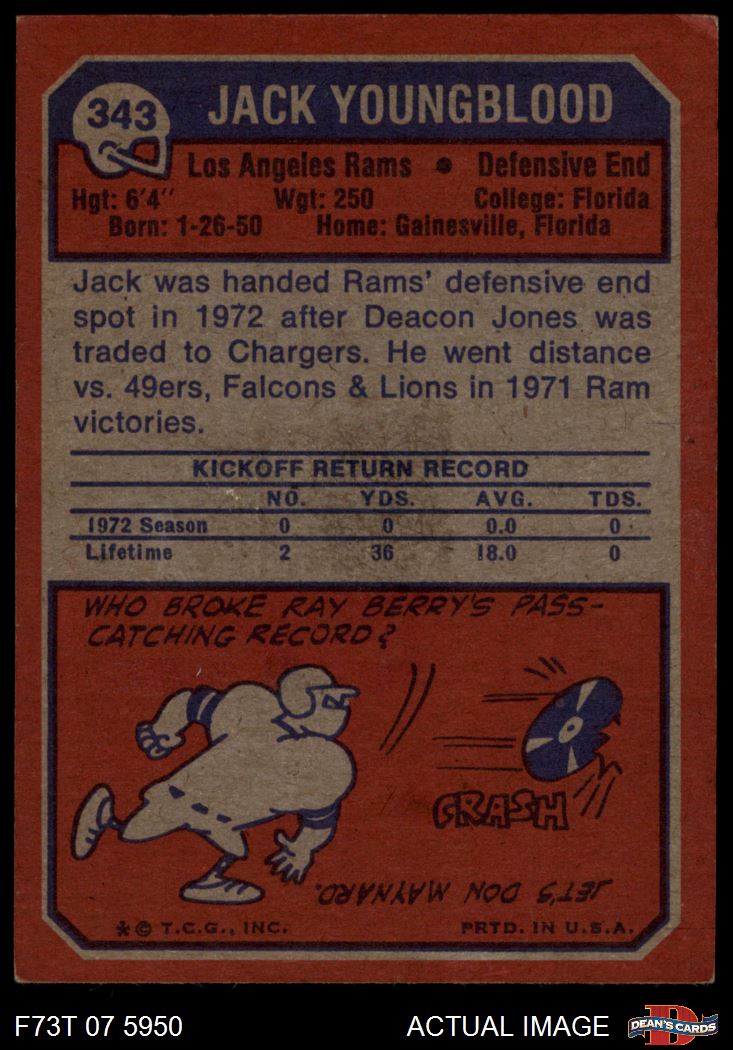 343
JACK YOUNGBLOOD
Los Angeles Rams • Defensive End
Hgt: 6'4" Wgt: 250 College: Florida
Born: 1-26-50 Home: Gainesville, Florida
Jack was handed Rams' defensive end
spot in 1972 after Deacon Jones was
traded to Chargers. He went distance
vs. 49ers, Falcons & Lions in 1971 Ram
victories.
KICKOFF RETURN RECORD
NO. YDS. AVG. TDS.
1972 Season 0 0 0.0 0
Lifetime 2 36 18.0 0
WHO BROKE RAY BERRY'S PASS-
CATCHING RECORD?
CRASH
JETS DON MAYNARD.
* © T.C.G., INC. PRTD. IN U.S.A.
F73T 07 5950 ACTUAL IMAGE D DEAN'S CARDS